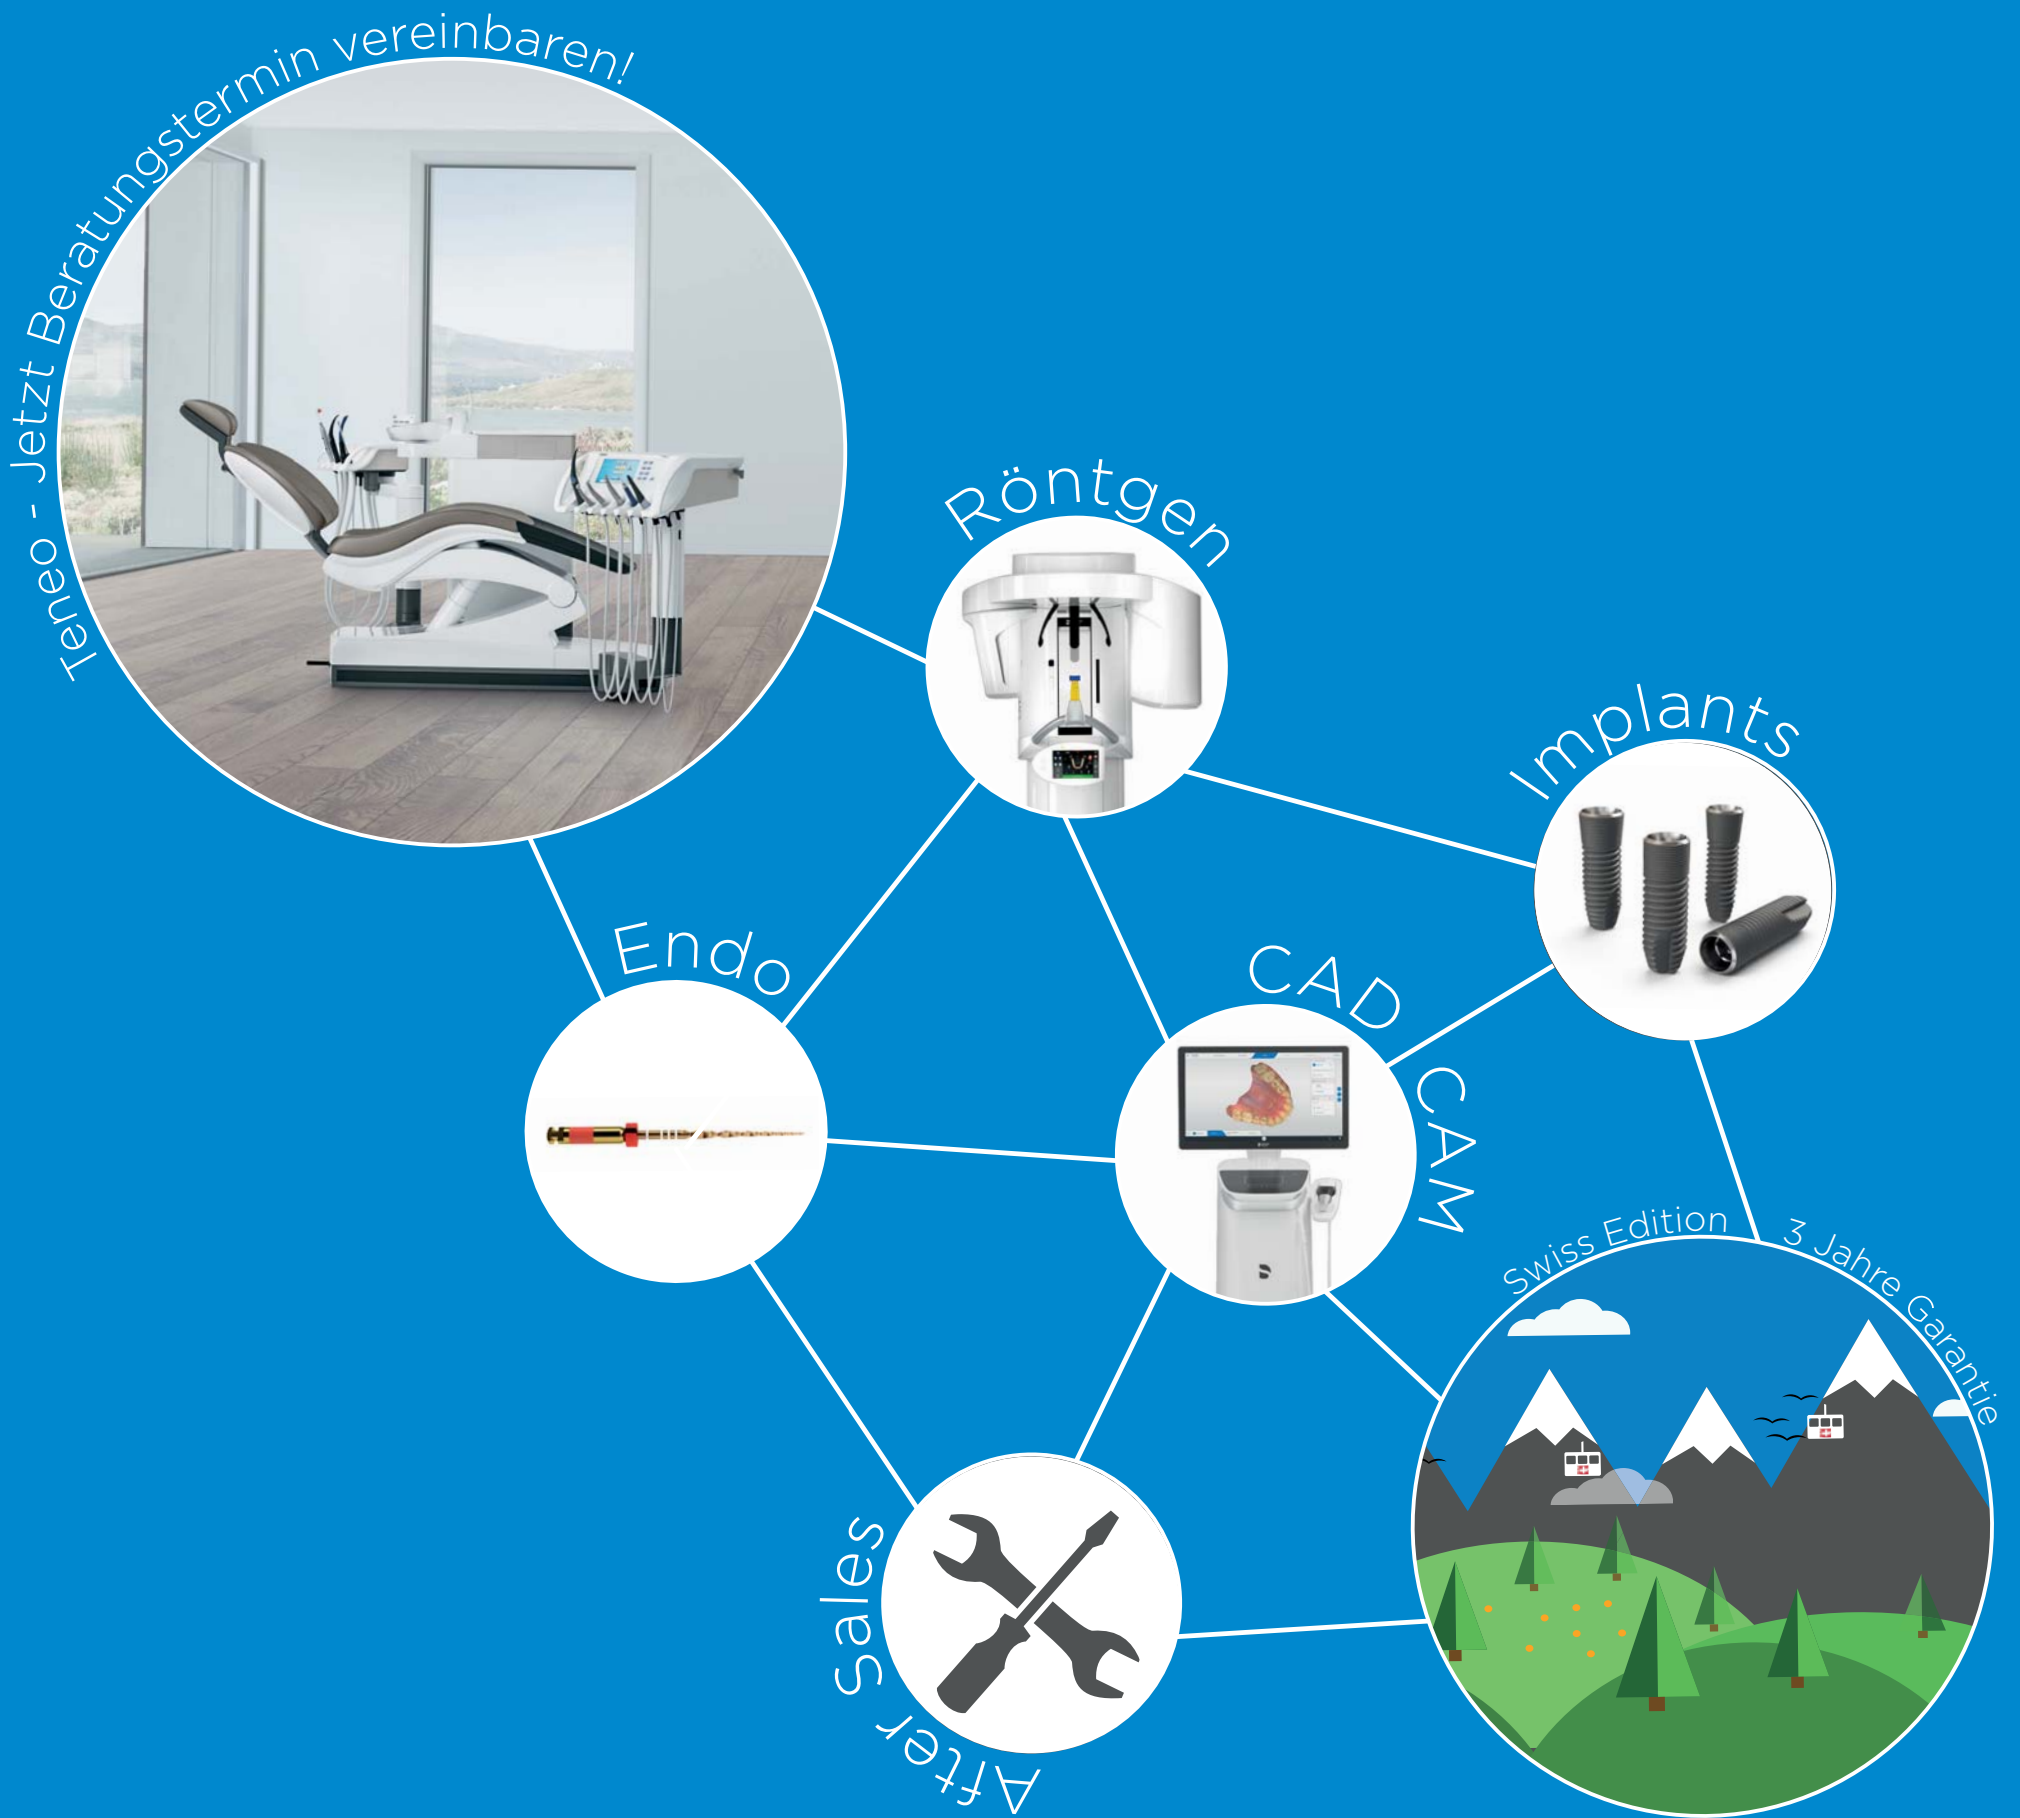 Teneo - Jetzt Beratungstermin vereinbaren!
Röntgen
Implants
Endo
CAD CAM
Swiss Edition 3 Jahre Garantie
After Sales